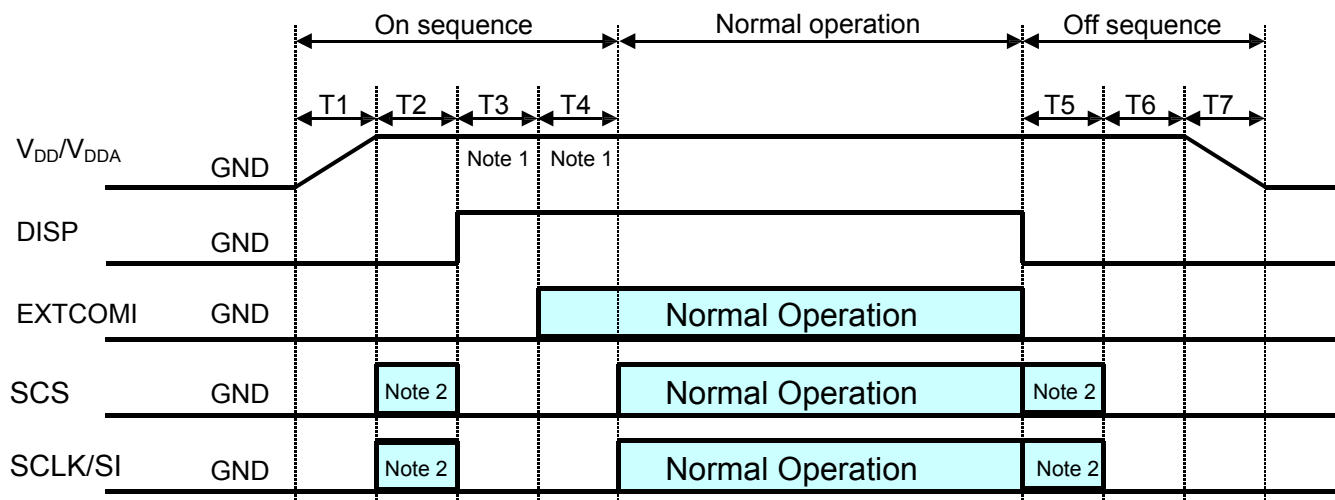 On sequence Normal operation Off sequence
T1 T2 T3 T4 T5 T6 T7
VDD/VDDA GND Note 1 Note 1
DISP GND
EXTCOMI GND Normal Operation
SCS GND Note 2 Normal Operation Note 2
SCLK/SI GND Note 2 Normal Operation Note 2